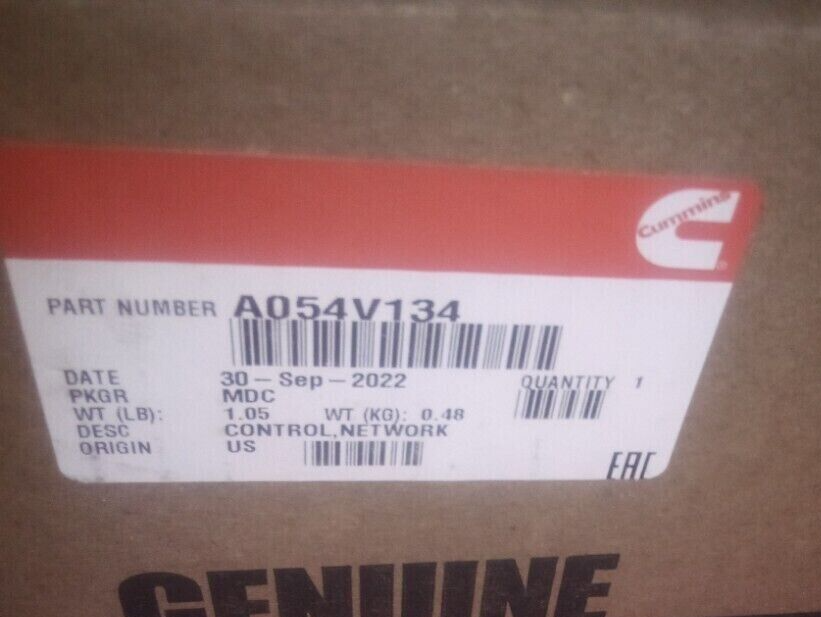 Cummins
PART NUMBER A054V134
DATE 30-Sep-2022 QUANTITY 1
PKGR MDC
WT (LB): 1.05 WT (KG): 0.48
DESC CONTROL,NETWORK
ORIGIN US
EAC
GENUINE